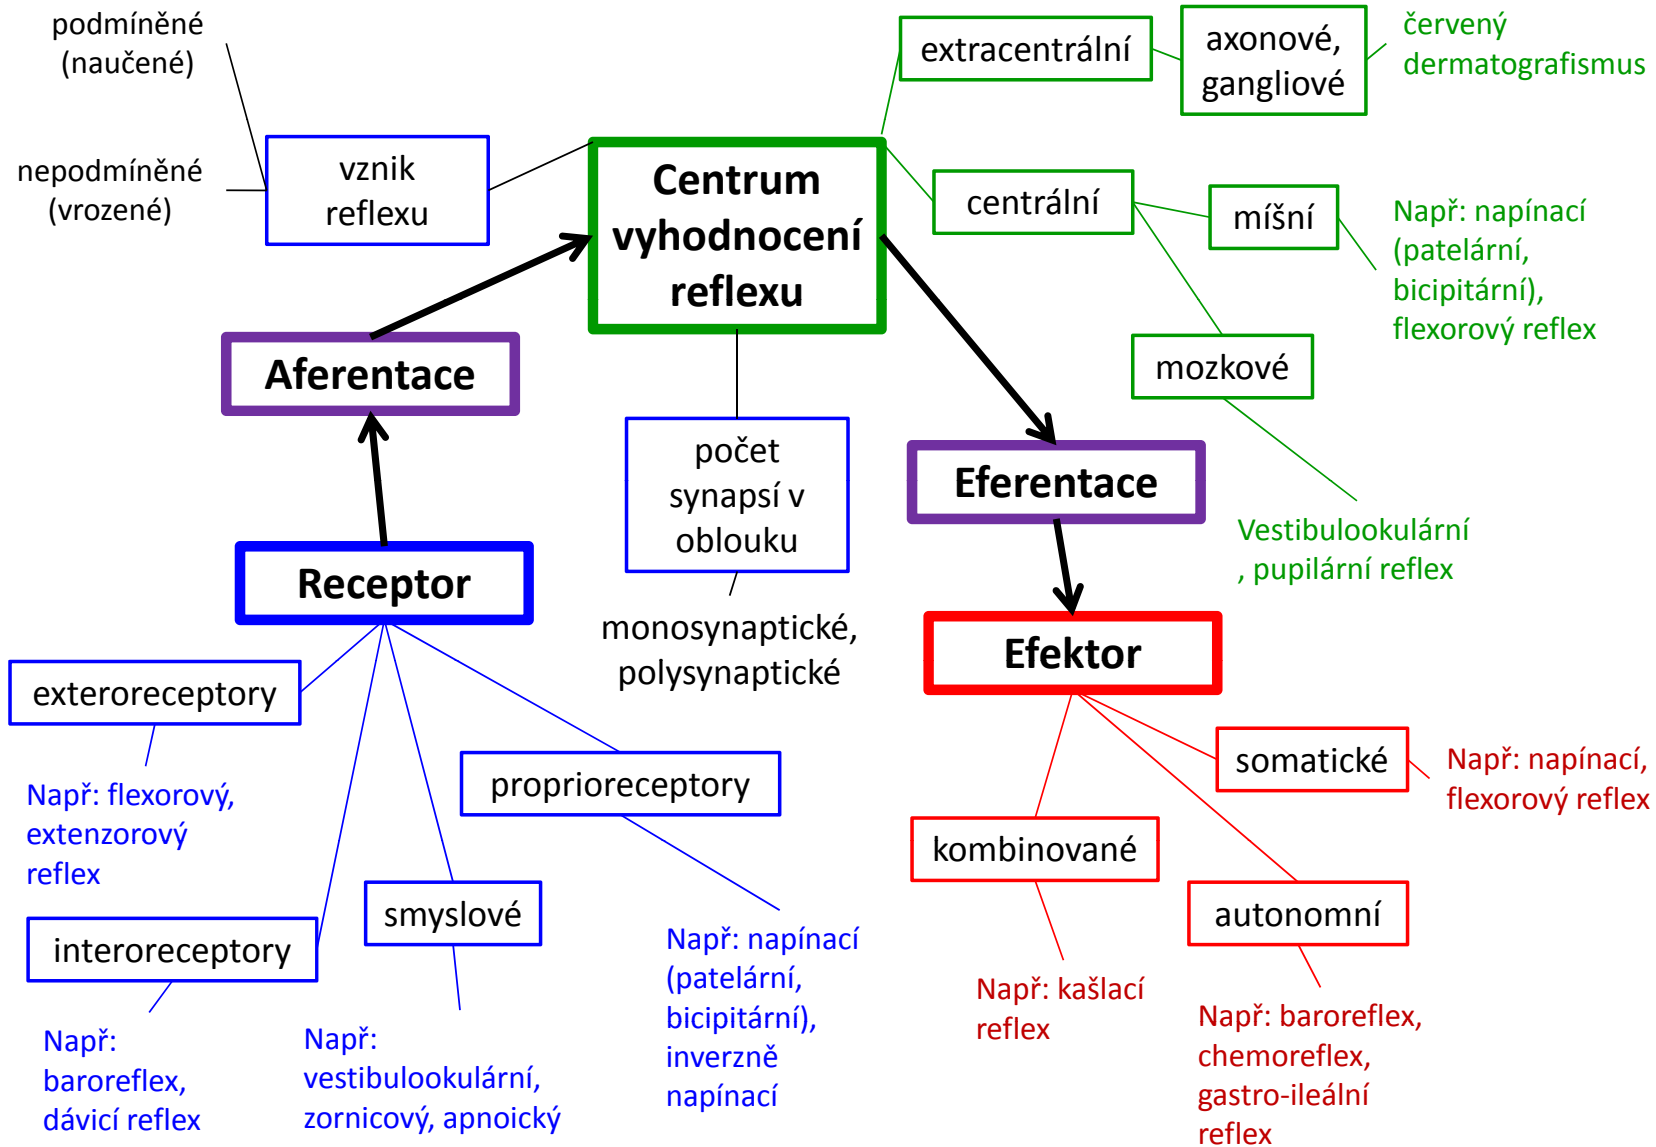 podmíněné
(naučené)
nepodmíněné
(vrozené)
vznik
reflexu
Centrum
vyhodnocení
reflexu
extracentrální
axonové,
gangliové
červený
dermatografismus
centrální
míšní
Např: napínací
(patelární,
bicipitární),
flexorový reflex
mozkové
Vestibulookulární
, pupilární reflex
Aferentace
počet
synapsí v
oblouku
monosynaptické,
polysynaptické
Eferentace
Receptor
Efektor
exteroreceptory
Např: flexorový,
extenzorový
reflex
interoreceptory
Např:
baroreflex,
dávicí reflex
smyslové
Např:
vestibulookulární,
zornicový, apnoický
proprioreceptory
Např: napínací
(patelární,
bicipitární),
inverzně
napínací
somatické
Např: napínací,
flexorový reflex
kombinované
Např: kašlací
reflex
autonomní
Např: baroreflex,
chemoreflex,
gastro-ileální
reflex